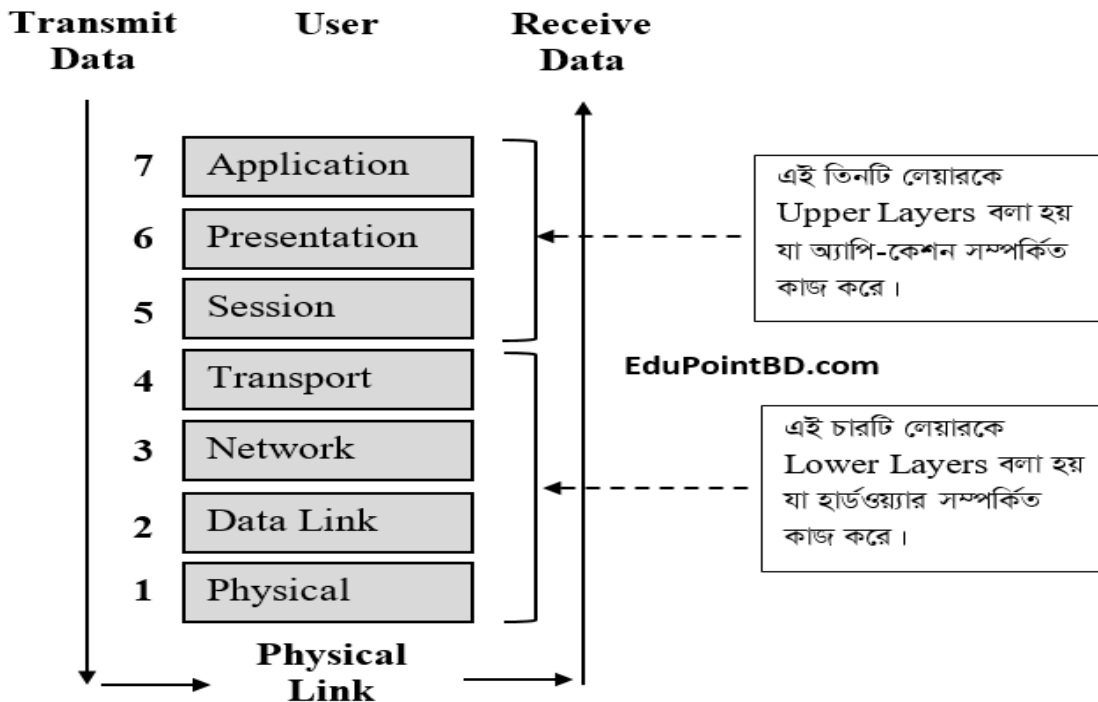 Transmit Data
User
Receive Data
7 Application
6 Presentation
5 Session
4 Transport
3 Network
2 Data Link
1 Physical
Physical Link
এই তিনটি লেয়ারকে
Upper Layers বলা হয়
যা অ্যাপি-কেশন সম্পর্কিত
কাজ করে।
EduPointBD.com
এই চারটি লেয়ারকে
Lower Layers বলা হয়
যা হার্ডওয়্যার সম্পর্কিত
কাজ করে।